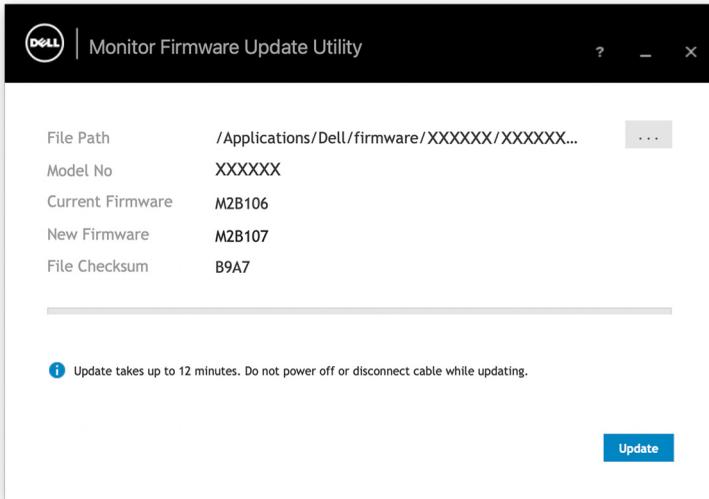 DELL
Monitor Firmware Update Utility
? _ ×
File Path /Applications/Dell/firmware/XXXXXX/XXXXXX... ...
Model No XXXXXX
Current Firmware M2B106
New Firmware M2B107
File Checksum B9A7
i Update takes up to 12 minutes. Do not power off or disconnect cable while updating.
Update